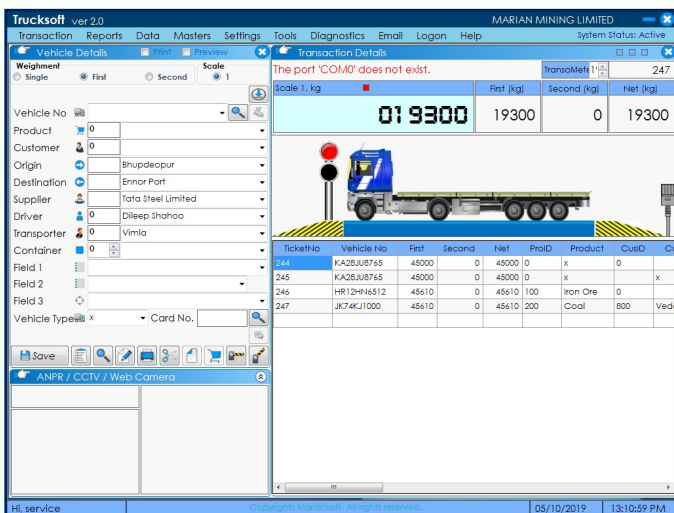 Trucksoft ver 2.0 MARIAN MINING LIMITED
Transaction Reports Data Masters Settings Tools Diagnostics Email Logon Help System Status: Active
Vehicle Details Print Preview
Weighment Scale
Single First Second 1
Vehicle No
Product 0
Customer 0
Origin Bhupdeopur
Destination Ennor Port
Supplier Tata Steel Limited
Driver 0 Dileep Shahoo
Transporter 0 Vimla
Container 0
Field 1
Field 2
Field 3
Vehicle Type x Card No.
Save
ANPR / CCTV / Web Camera
Transaction Details
The port 'COM0' does not exist. 247
Scale 1, kg First (kg) Second (kg) Net (kg)
019300 19300 0 19300
TicketNo Vehicle No First Second Net ProID Product CusID
244 KA28JU8765 45000 0 45000 0 x 0
245 KA28JU8765 45000 0 45000 x x
246 HR12HN6512 45610 0 45610 100 Iron Ore 0
247 JK74KJ1000 45610 0 45610 200 Coal 800
Hi, service Copyrights Mariansoft. All rights reserved. 05/10/2019 13:10:59 PM